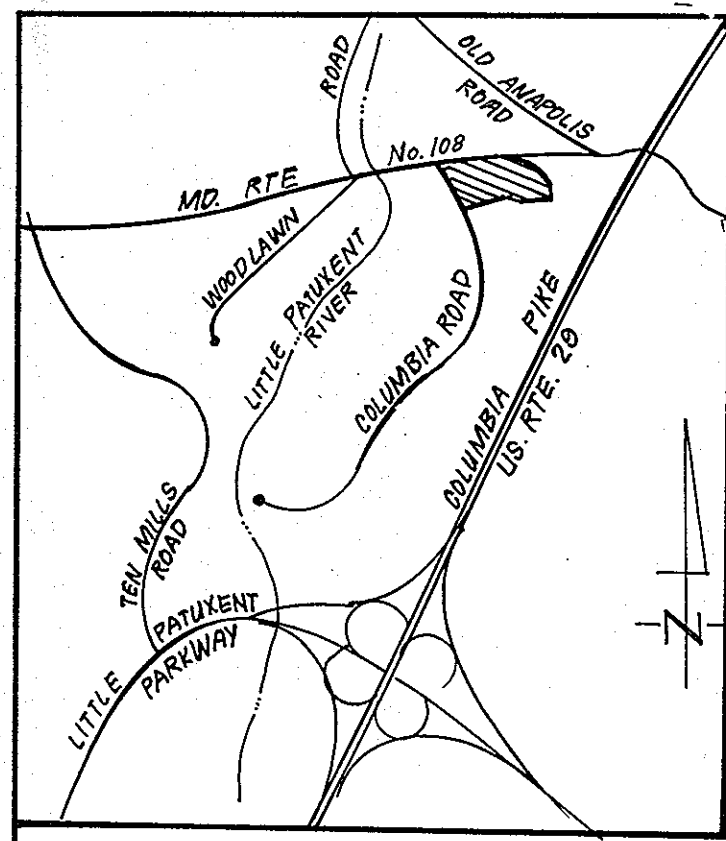 ROAD
OLD ANAPOLIS
ROAD
MD. RTE No. 108
WOODLAWN
LITTLE PATUXENT
RIVER
COLUMBIA ROAD
COLUMBIA PIKE
US. RTE. 29
TEN MILLS
ROAD
LITTLE PATUXENT
PARKWAY
N